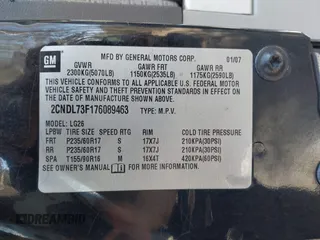 GM
MFD BY GENERAL MOTORS CORP. 01/07
GVWR GAWR FRT GAWR RR
2300KG(5070LB) 1150KG(2535LB) 1175KG(2590LB)
THIS VEHICLE CONFORMS TO ALL APPLICABLE U.S. FEDERAL MOTOR
VEHICLE SAFETY AND THEFT PREVENTION STANDARDS IN EFFECT ON
THE DATE OF MANUFACTURE SHOWN ABOVE.
2CNDL73F176089463 TYPE: M.P.V.
MODEL: LG26
LPBW TIRE SIZE SPEED RTG RIM COLD TIRE PRESSURE
FRT P235/60R17 S 17X7J 210KPA(30PSI)
RR P235/60R17 S 17X7J 210KPA(30PSI)
SPA T155/90R16 M 16X4T 420KPA(60PSI)
SEE OWNER'S MANUAL FOR MORE INFORMATION.